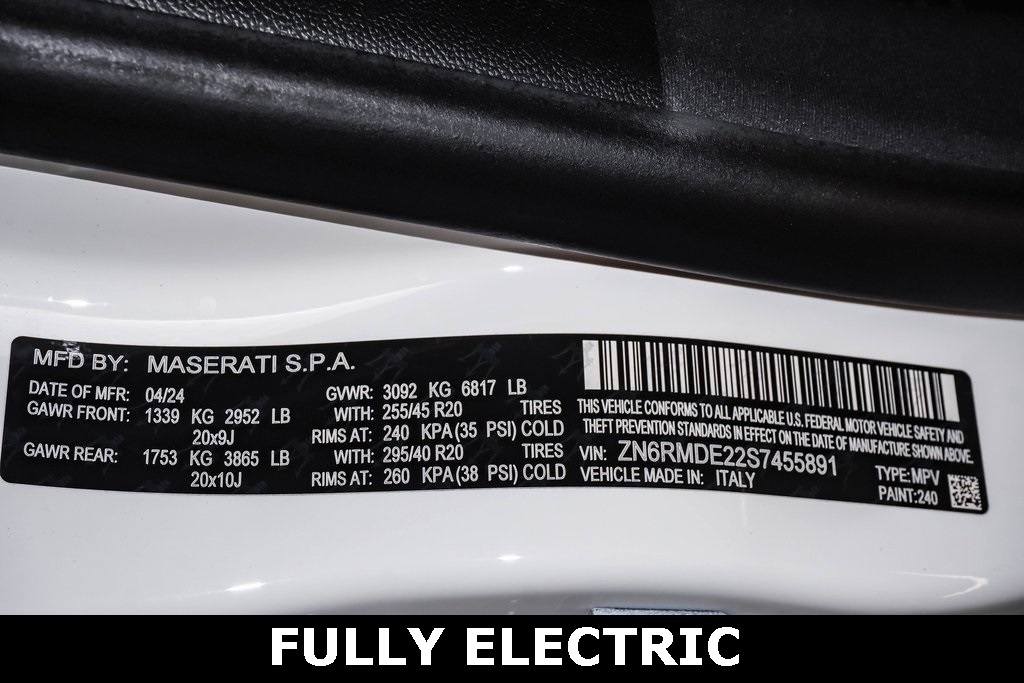 MFD BY: MASERATI S.P.A.
DATE OF MFR: 04/24
GAWR FRONT: 1339 KG 2952 LB
20x9J
GAWR REAR: 1753 KG 3865 LB
20x10J
GVWR: 3092 KG 6817 LB
WITH: 255/45 R20 TIRES
RIMS AT: 240 KPA(35 PSI) COLD
WITH: 295/40 R20 TIRES
RIMS AT: 260 KPA(38 PSI) COLD
THIS VEHICLE CONFORMS TO ALL APPLICABLE U.S. FEDERAL MOTOR VEHICLE SAFETY AND
THEFT PREVENTION STANDARDS IN EFFECT ON THE DATE OF MANUFACTURE SHOWN ABOVE.
VIN: ZN6RMDE22S7455891
VEHICLE MADE IN: ITALY
TYPE: MPV
PAINT: 240
FULLY ELECTRIC